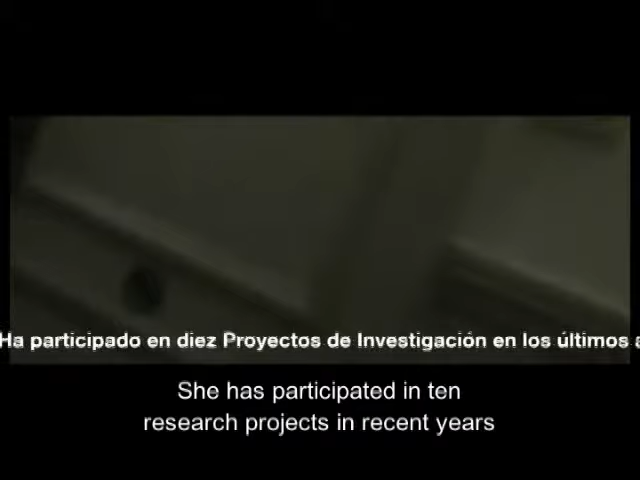 Ha participado en diez Proyectos de Investigación en los últimos
She has participated in ten
research projects in recent years